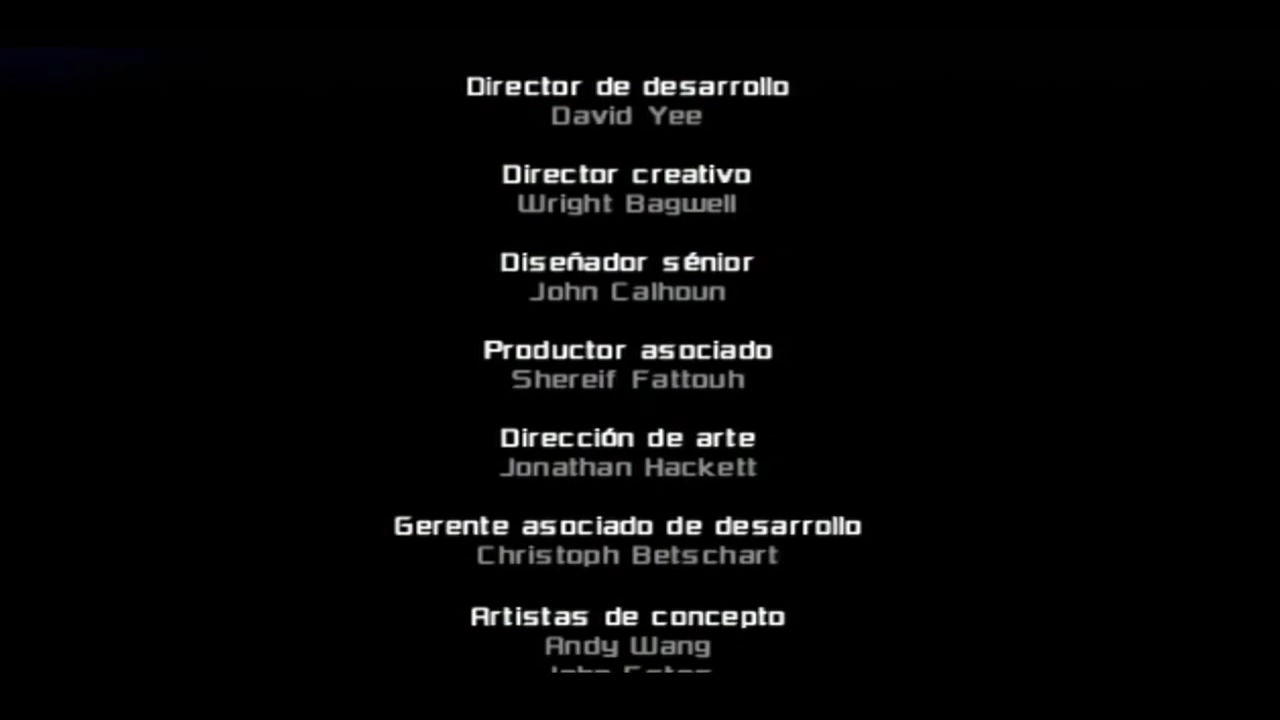 Director de desarrollo
David Yee
Director creativo
Wright Bagwell
Diseñador sénior
John Calhoun
Productor asociado
Shereif Fattouh
Dirección de arte
Jonathan Hackett
Gerente asociado de desarrollo
Christoph Betschart
Artistas de concepto
Andy Wang
John